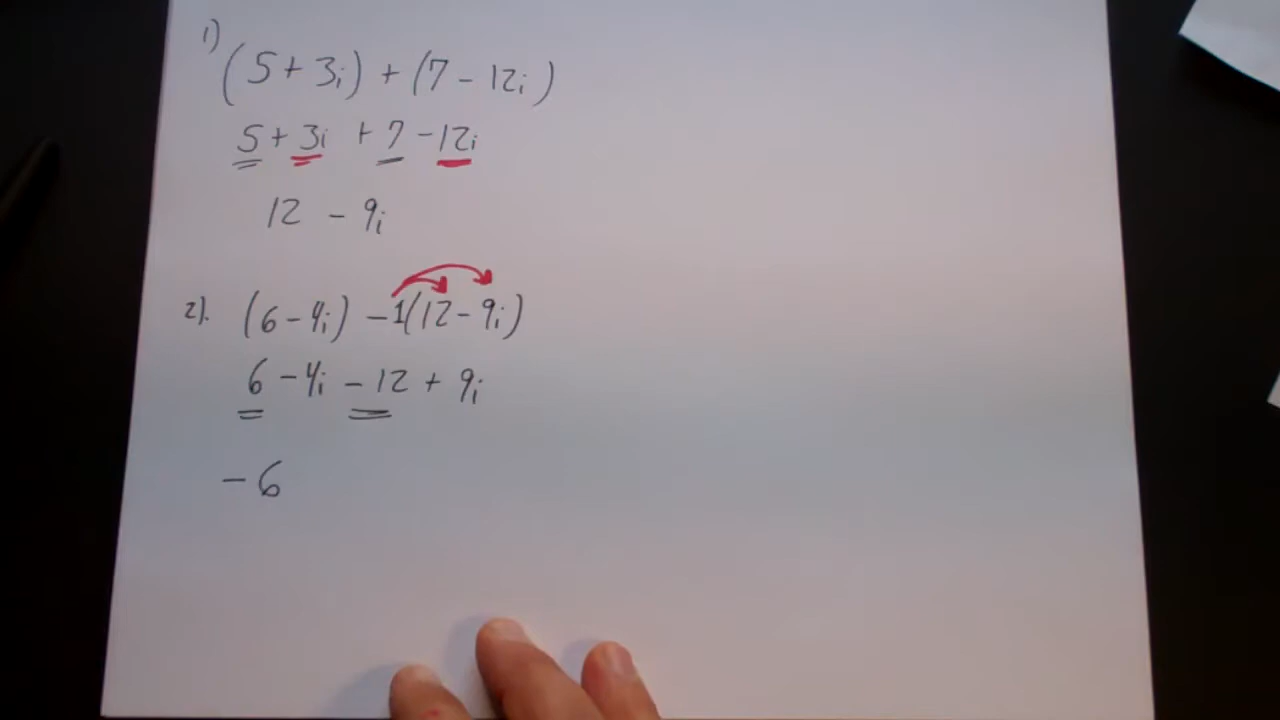 1)
(5 + 3i) + (7 - 12i)
5 + 3i + 7 - 12i
12 - 9i
2). (6 - 4i) - 1(12 - 9i)
6 - 4i - 12 + 9i
- 6